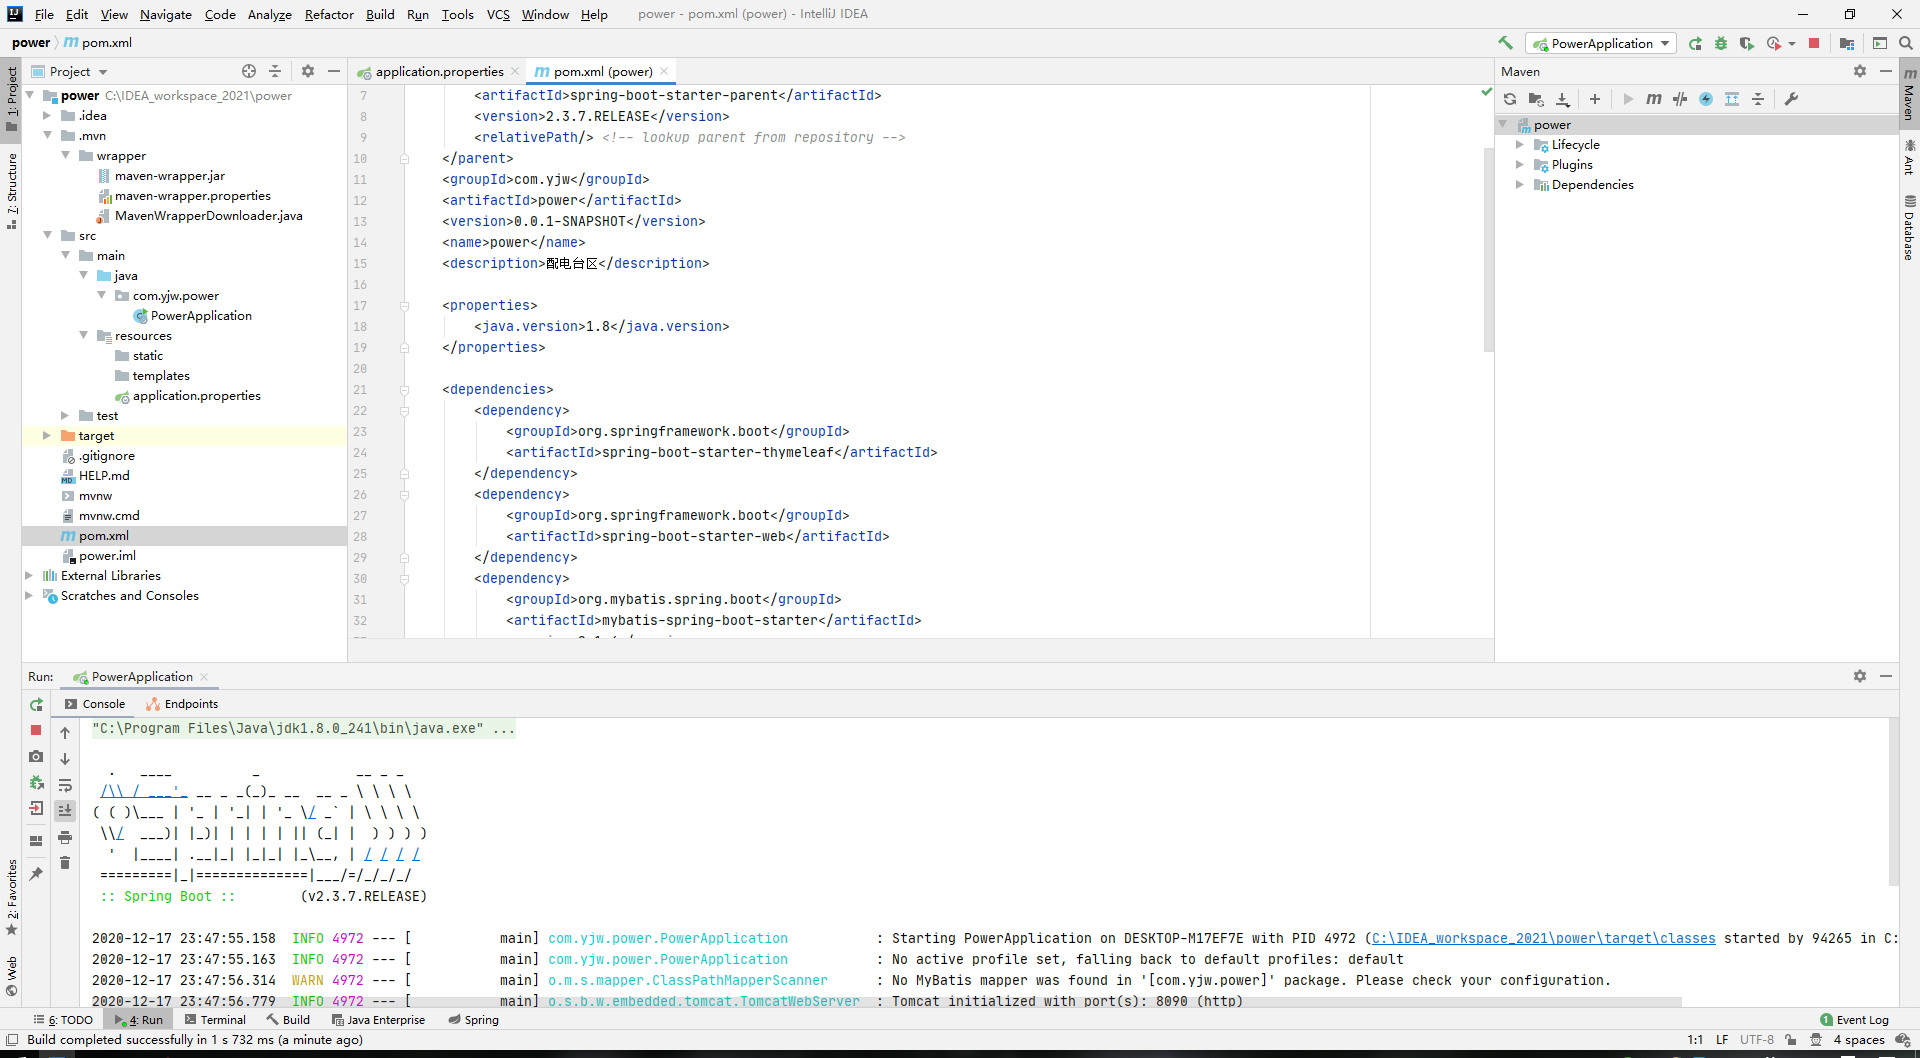 File Edit View Navigate Code Analyze Refactor Build Run Tools VCS Window Help power - pom.xml (power) - IntelliJ IDEA
power pom.xml
PowerApplication
Project
application.properties
pom.xml (power)
Maven
1: Project
7: Structure
2: Favorites
Web
power C:\IDEA_workspace_2021\power
.idea
.mvn
wrapper
maven-wrapper.jar
maven-wrapper.properties
MavenWrapperDownloader.java
src
main
java
com.yjw.power
PowerApplication
resources
static
templates
application.properties
test
target
.gitignore
HELP.md
mvnw
mvnw.cmd
pom.xml
power.iml
External Libraries
Scratches and Consoles
7 <artifactId>spring-boot-starter-parent</artifactId>
8 <version>2.3.7.RELEASE</version>
9 <relativePath/> <!-- lookup parent from repository -->
10 </parent>
11 <groupId>com.yjw</groupId>
12 <artifactId>power</artifactId>
13 <version>0.0.1-SNAPSHOT</version>
14 <name>power</name>
15 <description>配电台区</description>
16
17 <properties>
18 <java.version>1.8</java.version>
19 </properties>
20
21 <dependencies>
22 <dependency>
23 <groupId>org.springframework.boot</groupId>
24 <artifactId>spring-boot-starter-thymeleaf</artifactId>
25 </dependency>
26 <dependency>
27 <groupId>org.springframework.boot</groupId>
28 <artifactId>spring-boot-starter-web</artifactId>
29 </dependency>
30 <dependency>
31 <groupId>org.mybatis.spring.boot</groupId>
32 <artifactId>mybatis-spring-boot-starter</artifactId>
power
Lifecycle
Plugins
Dependencies
Maven
Ant
Database
Run: PowerApplication
Console Endpoints
"C:\Program Files\Java\jdk1.8.0_241\bin\java.exe" ...
:: Spring Boot :: (v2.3.7.RELEASE)
2020-12-17 23:47:55.158 INFO 4972 --- [ main] com.yjw.power.PowerApplication : Starting PowerApplication on DESKTOP-M17EF7E with PID 4972 (C:\IDEA_workspace_2021\power\target\classes started by 94265 in C:
2020-12-17 23:47:55.163 INFO 4972 --- [ main] com.yjw.power.PowerApplication : No active profile set, falling back to default profiles: default
2020-12-17 23:47:56.314 WARN 4972 --- [ main] o.m.s.mapper.ClassPathMapperScanner : No MyBatis mapper was found in '[com.yjw.power]' package. Please check your configuration.
2020-12-17 23:47:56.779 INFO 4972 --- [ main] o.s.b.w.embedded.tomcat.TomcatWebServer : Tomcat initialized with port(s): 8090 (http)
6: TODO 4: Run Terminal Build Java Enterprise Spring 1 Event Log
Build completed successfully in 1 s 732 ms (a minute ago) 1:1 LF UTF-8 4 spaces